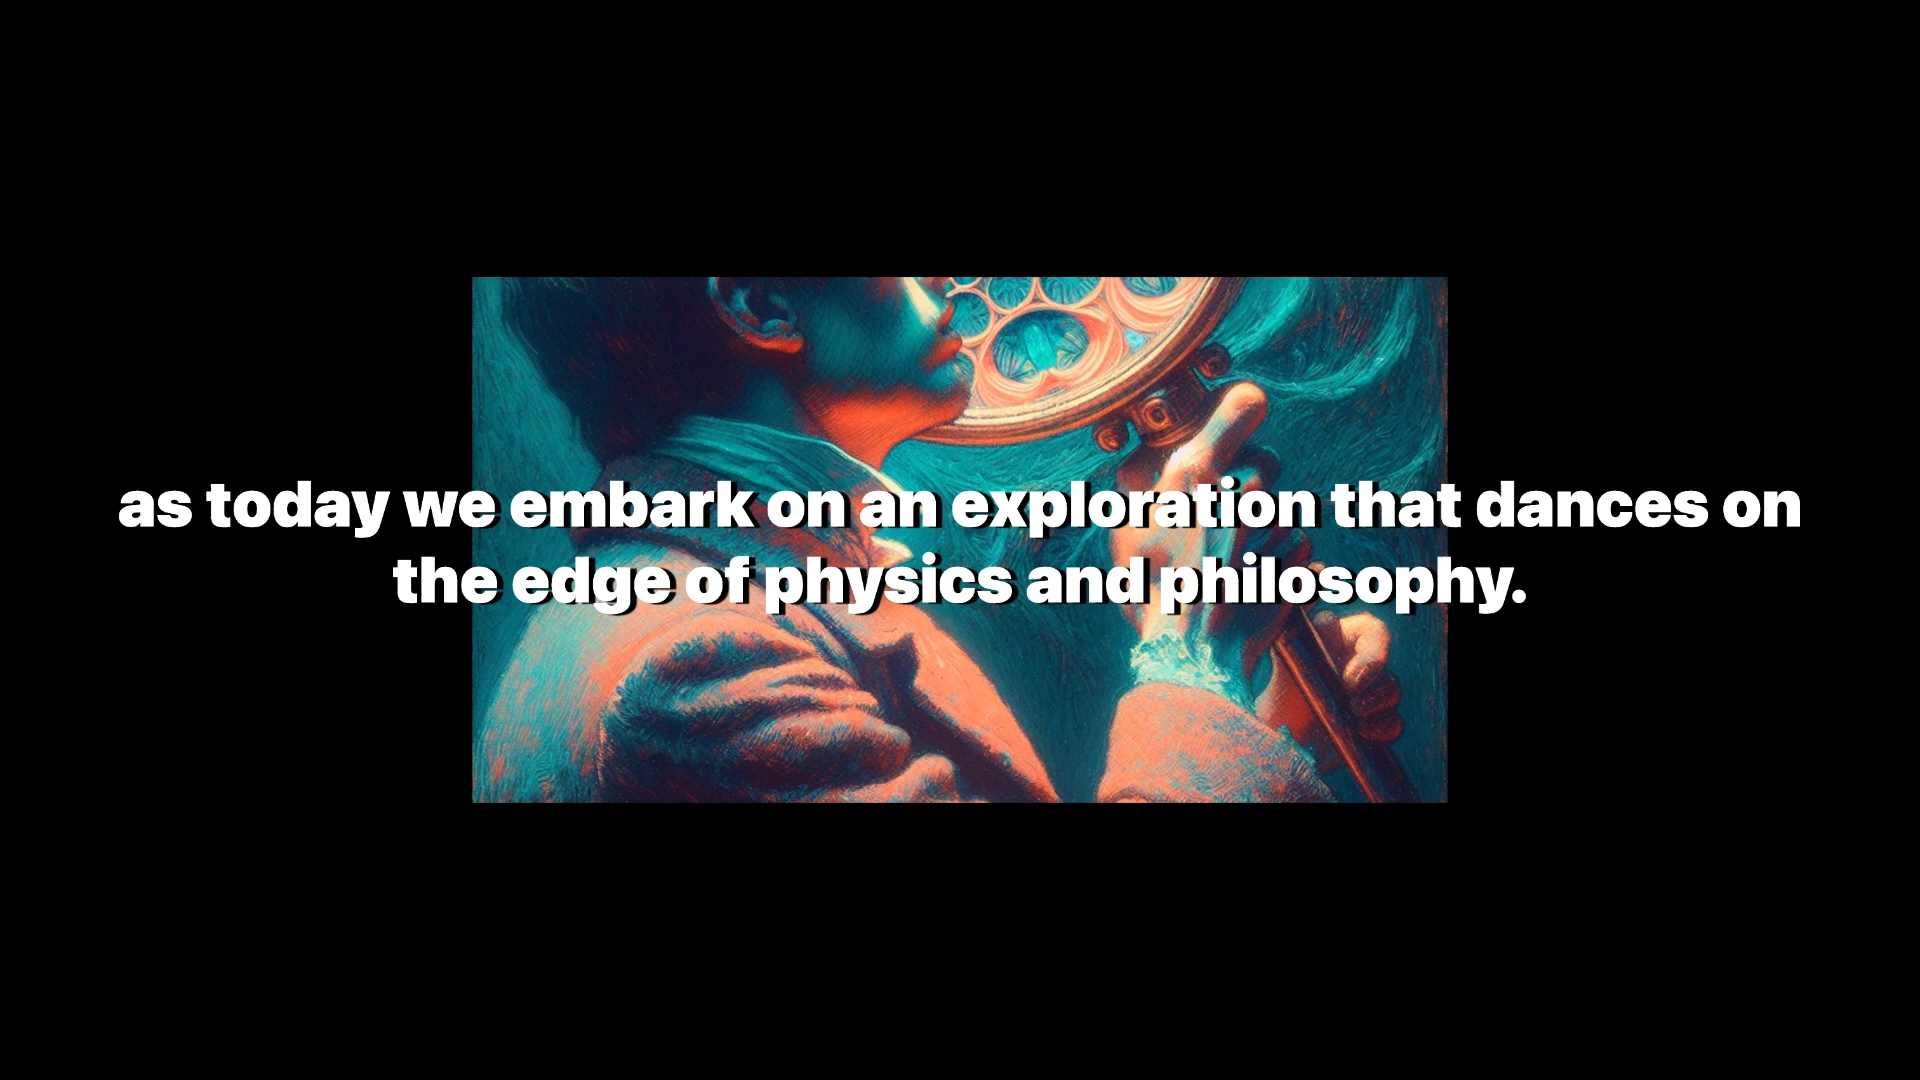 as today we embark on an exploration that dances on
the edge of physics and philosophy.